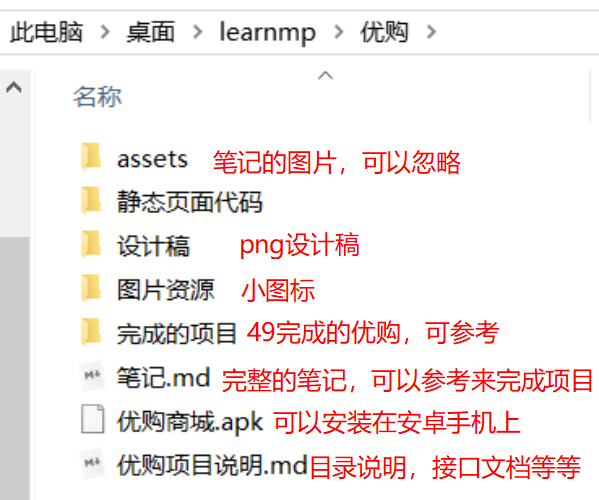 此电脑 > 桌面 > learnmp > 优购 >
名称
assets 笔记的图片，可以忽略
静态页面代码
设计稿 png设计稿
图片资源 小图标
完成的项目 49完成的优购，可参考
笔记.md 完整的笔记，可以参考来完成项目
优购商城.apk 可以安装在安卓手机上
优购项目说明.md目录说明，接口文档等等